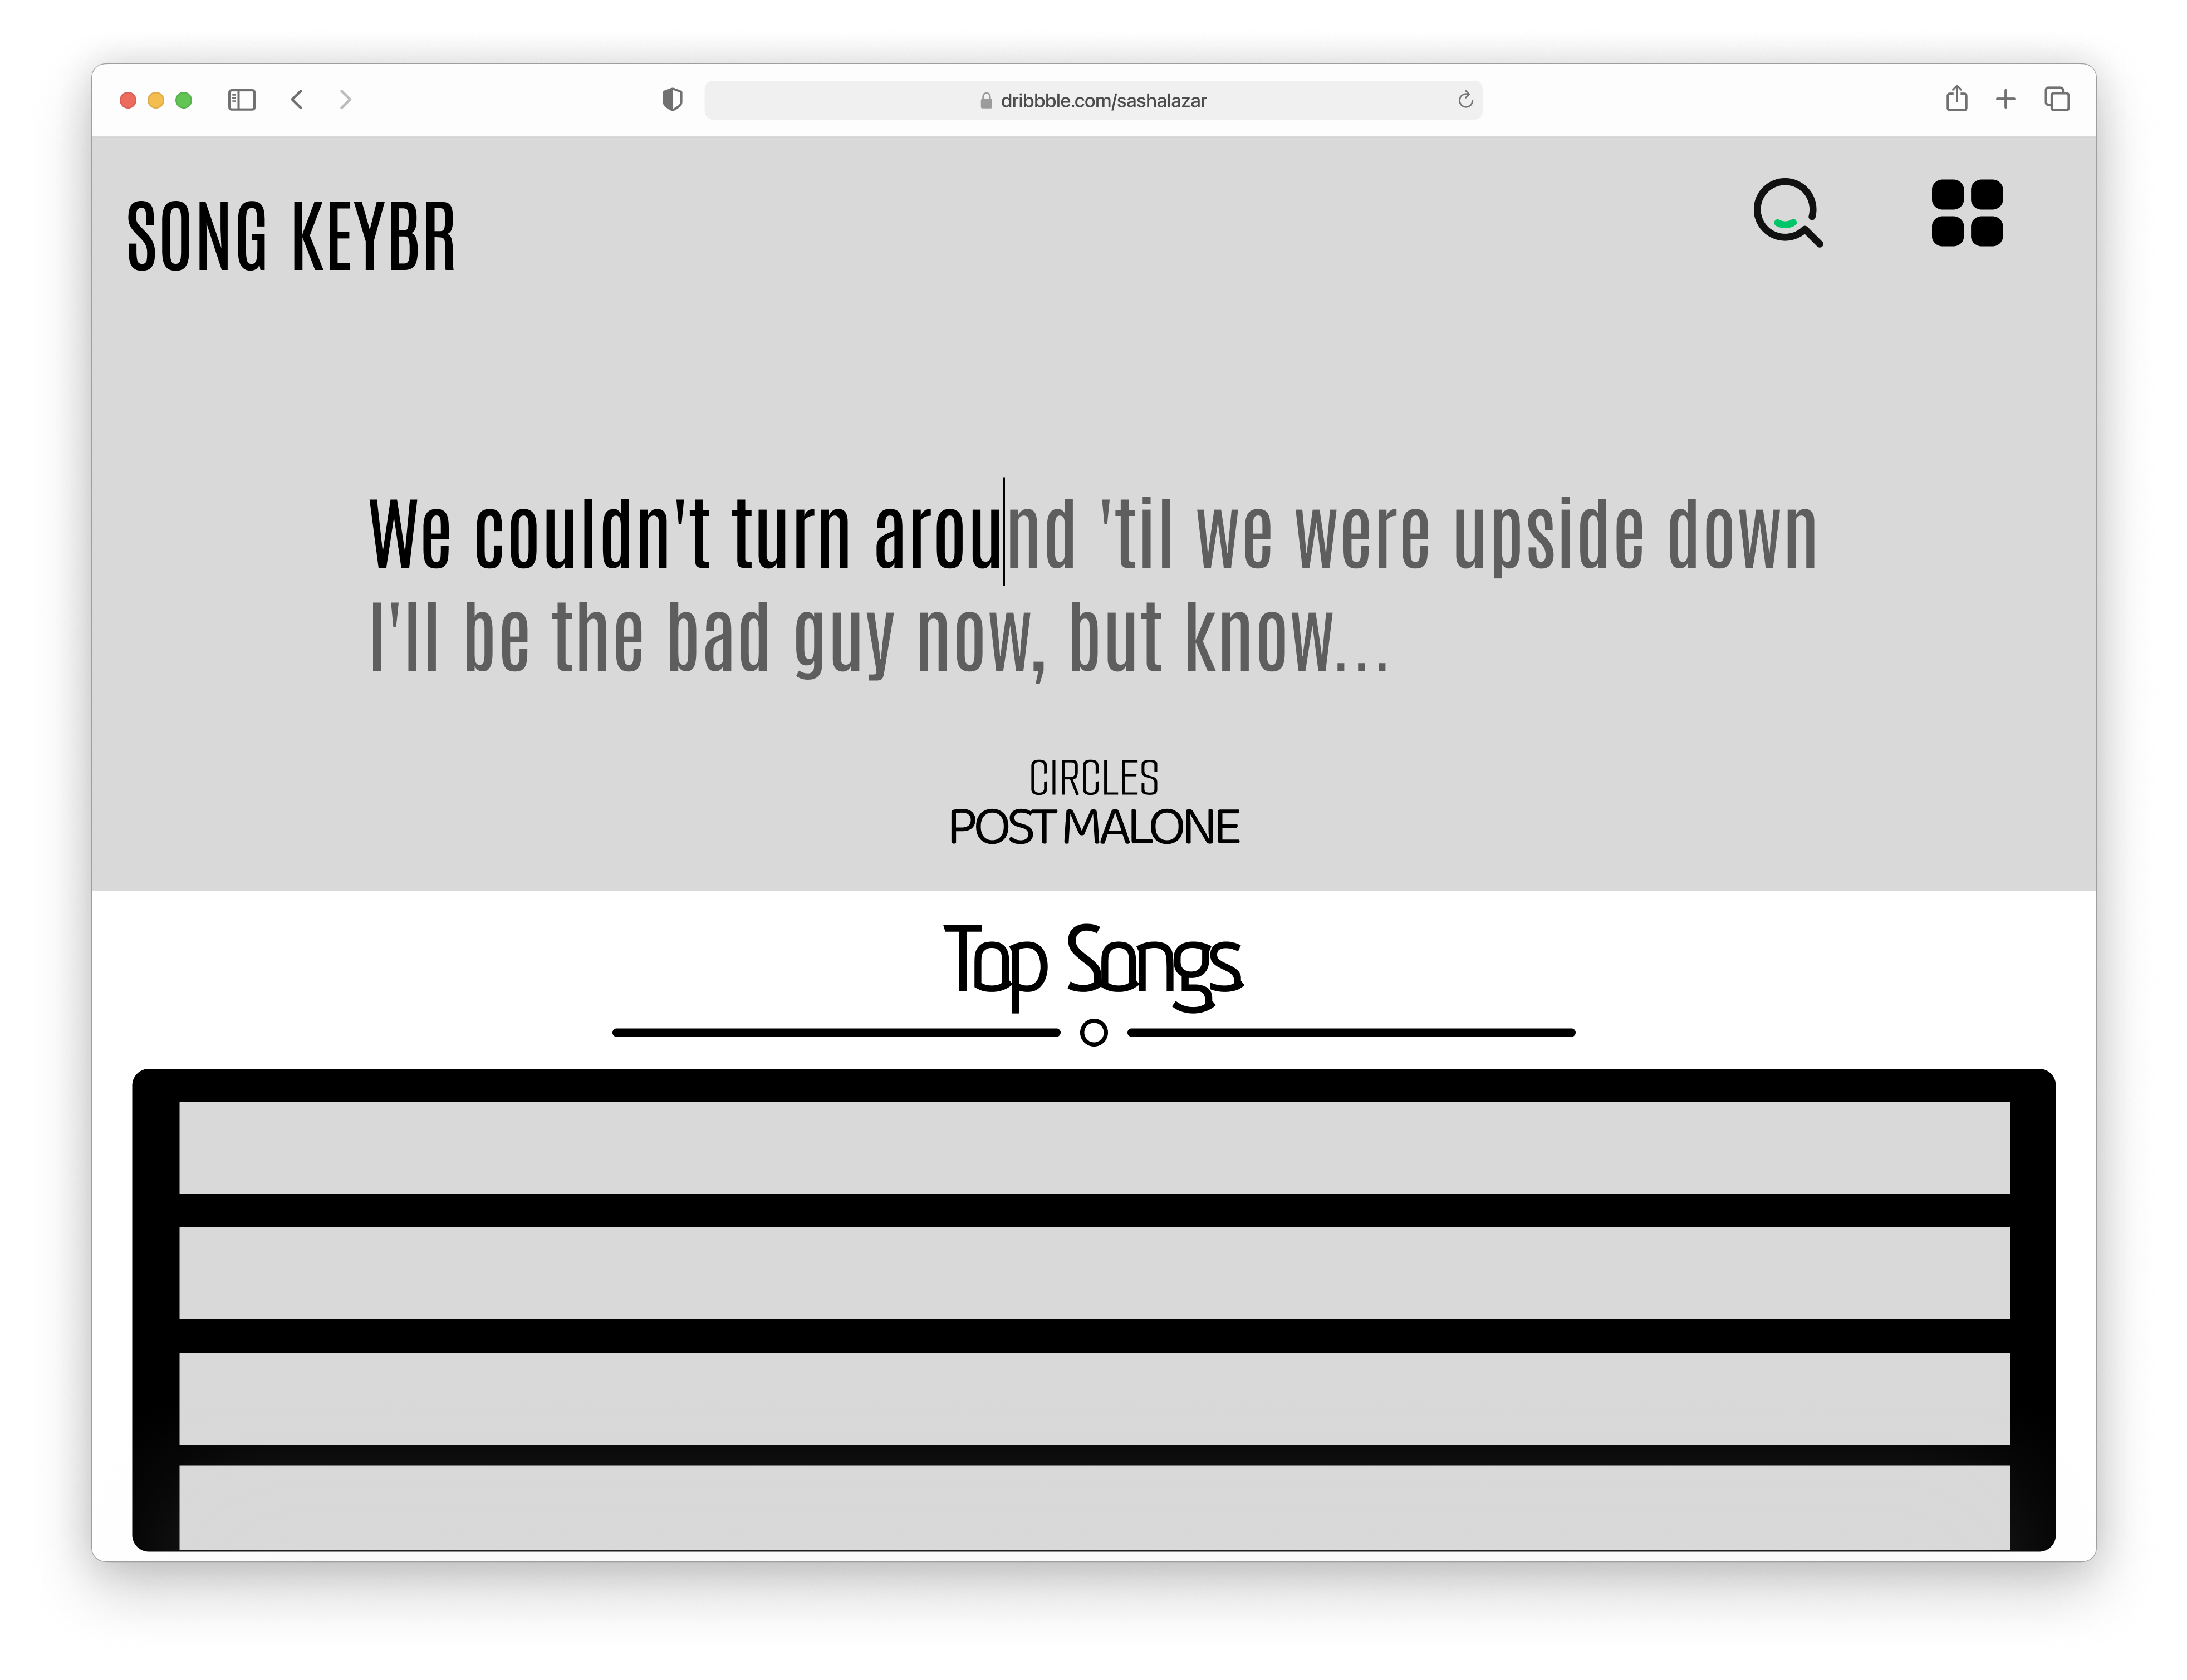 dribbble.com/sashalazar
SONG KEYBR
We couldn't turn around 'til we were upside down
I'll be the bad guy now, but know...
CIRCLES
POST MALONE
Top Songs